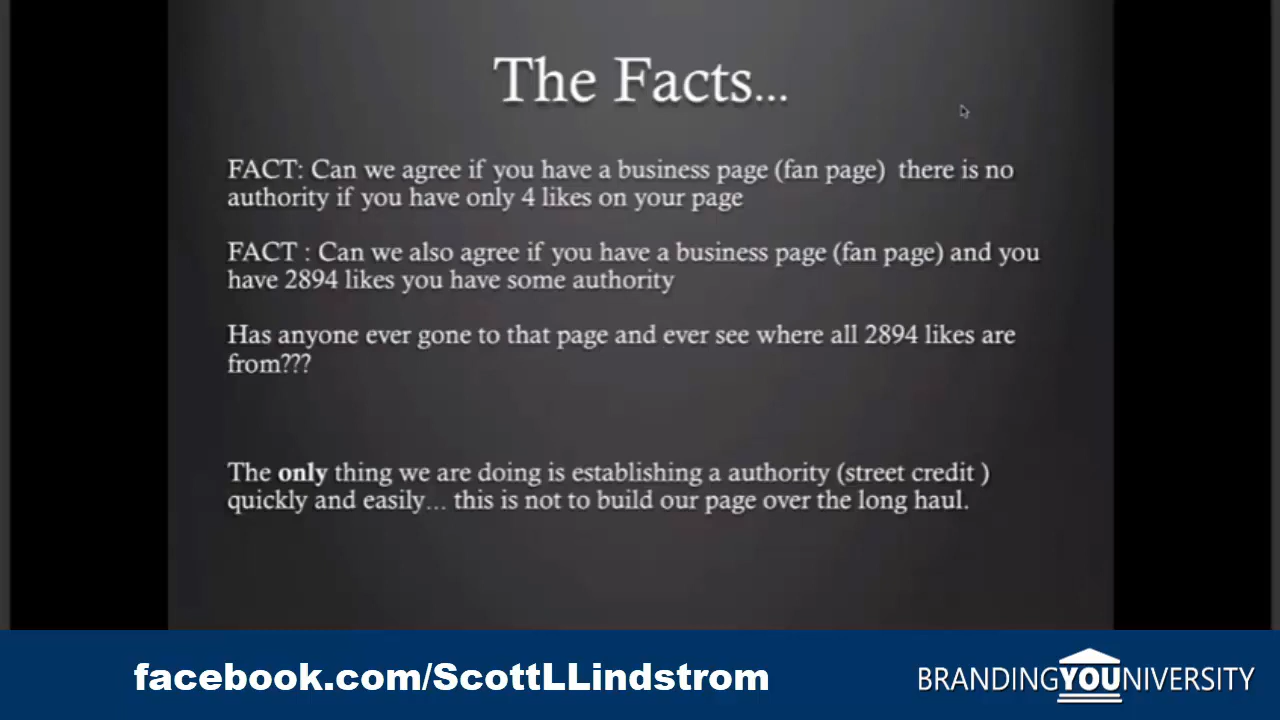 The Facts...
FACT: Can we agree if you have a business page (fan page) there is no
authority if you have only 4 likes on your page
FACT : Can we also agree if you have a business page (fan page) and you
have 2894 likes you have some authority
Has anyone ever gone to that page and ever see where all 2894 likes are
from???
The only thing we are doing is establishing a authority (street credit )
quickly and easily... this is not to build our page over the long haul.
facebook.com/ScottLLindstrom
BRANDINGYOUNIVERSITY